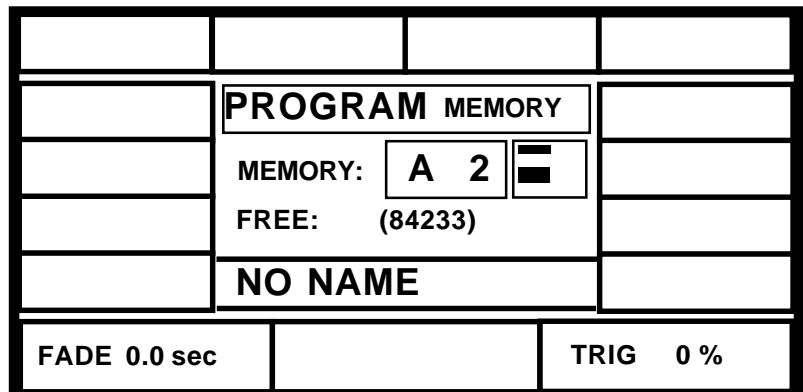 PROGRAM MEMORY
MEMORY: A 2
FREE: (84233)
NO NAME
FADE 0.0 sec TRIG 0 %